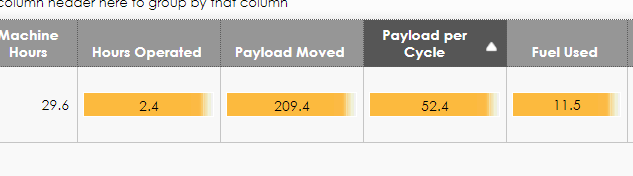 column header here to group by that column
Machine Hours
Hours Operated
Payload Moved
Payload per Cycle
Fuel Used
29.6
2.4
209.4
52.4
11.5